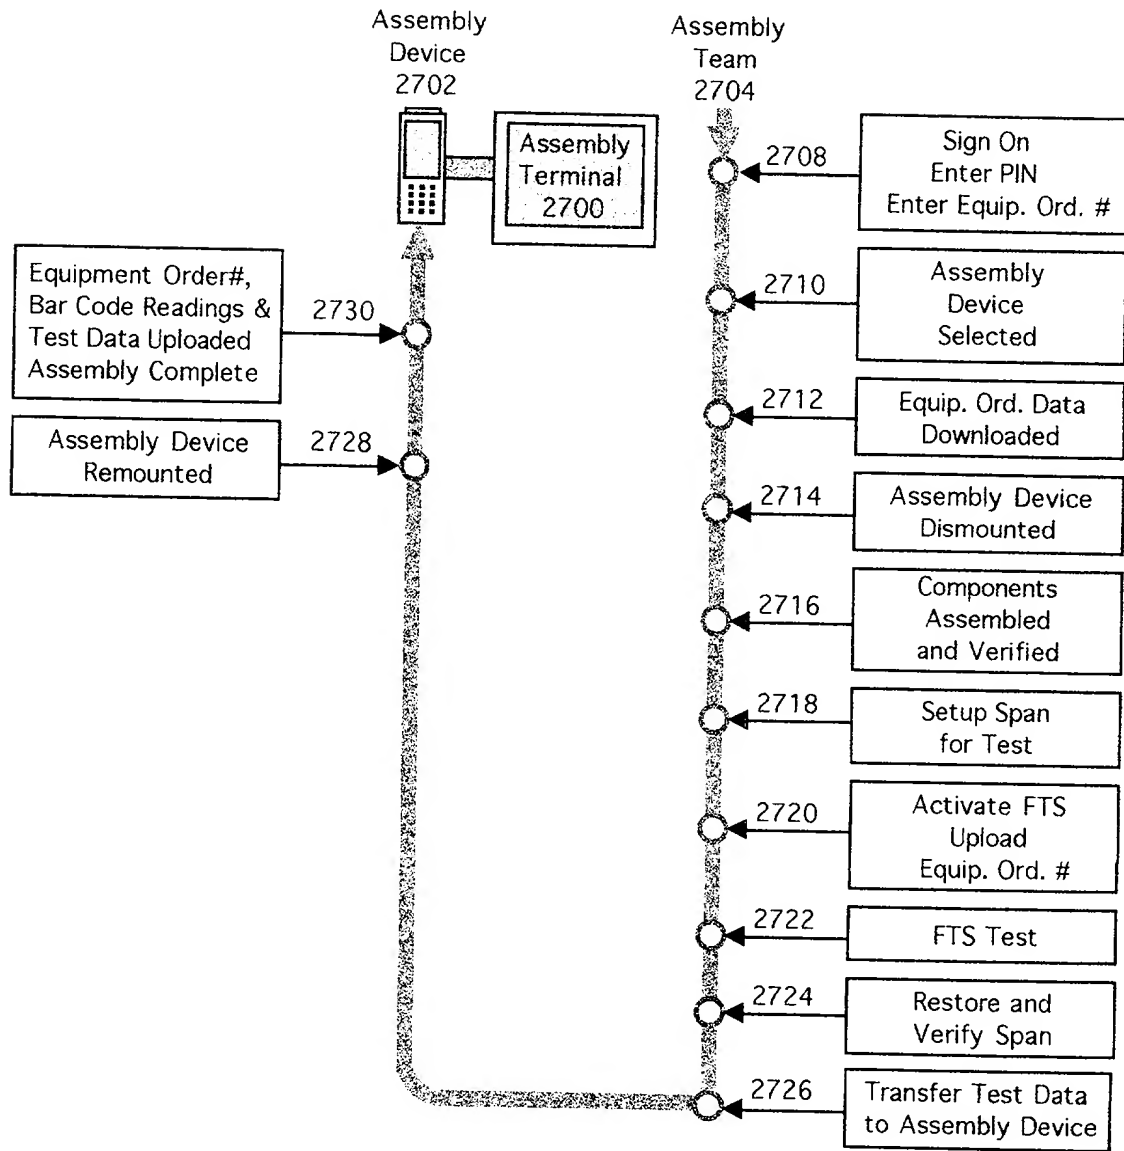 Assembly
Device
2702
Assembly
Team
2704
Assembly
Terminal
2700
2708
Sign On
Enter PIN
Enter Equip. Ord. #
2710
Assembly
Device
Selected
2712
Equip. Ord. Data
Downloaded
2714
Assembly Device
Dismounted
2716
Components
Assembled
and Verified
2718
Setup Span
for Test
2720
Activate FTS
Upload
Equip. Ord. #
2722
FTS Test
2724
Restore and
Verify Span
2726
Transfer Test Data
to Assembly Device
Assembly Device
Remounted
2728
Equipment Order#,
Bar Code Readings &
Test Data Uploaded
Assembly Complete
2730